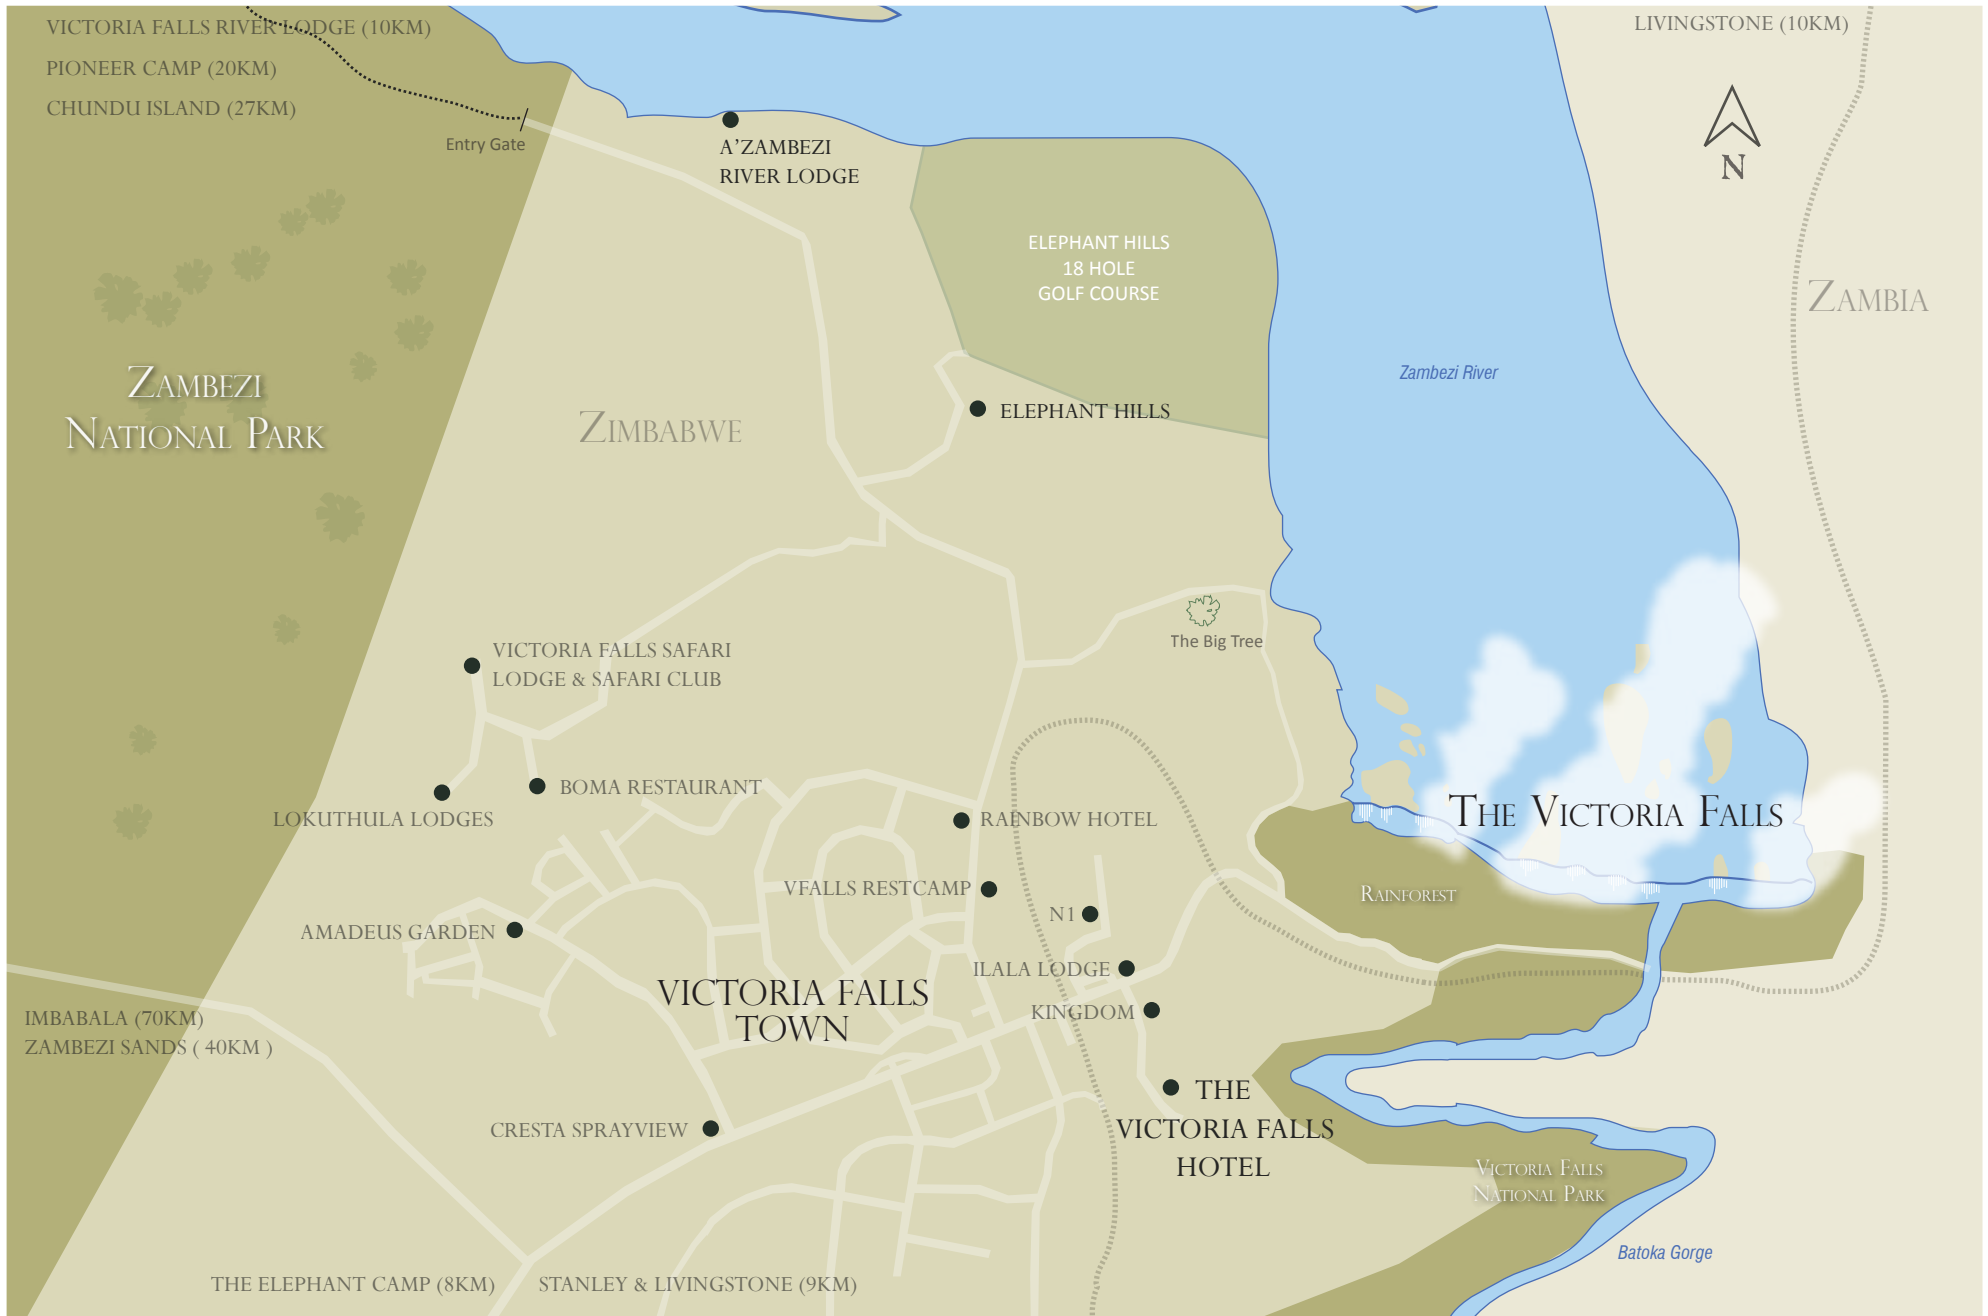 VICTORIA FALLS RIVER LODGE (10KM)
PIONEER CAMP (20KM)
CHUNDU ISLAND (27KM)
Entry Gate
A'ZAMBEZI
RIVER LODGE
LIVINGSTONE (10KM)
N
ELEPHANT HILLS
18 HOLE
GOLF COURSE
ZAMBIA
Zambezi River
ZAMBEZI
NATIONAL PARK
ZIMBABWE
ELEPHANT HILLS
The Big Tree
VICTORIA FALLS SAFARI
LODGE & SAFARI CLUB
BOMA RESTAURANT
LOKUTHULA LODGES
RAINBOW HOTEL
THE VICTORIA FALLS
VFALLS RESTCAMP
RAINFOREST
N1
AMADEUS GARDEN
ILALA LODGE
VICTORIA FALLS
TOWN
KINGDOM
IMBABALA (70KM)
ZAMBEZI SANDS ( 40KM )
THE
VICTORIA FALLS
HOTEL
CRESTA SPRAYVIEW
VICTORIA FALLS
NATIONAL PARK
Batoka Gorge
THE ELEPHANT CAMP (8KM)
STANLEY & LIVINGSTONE (9KM)